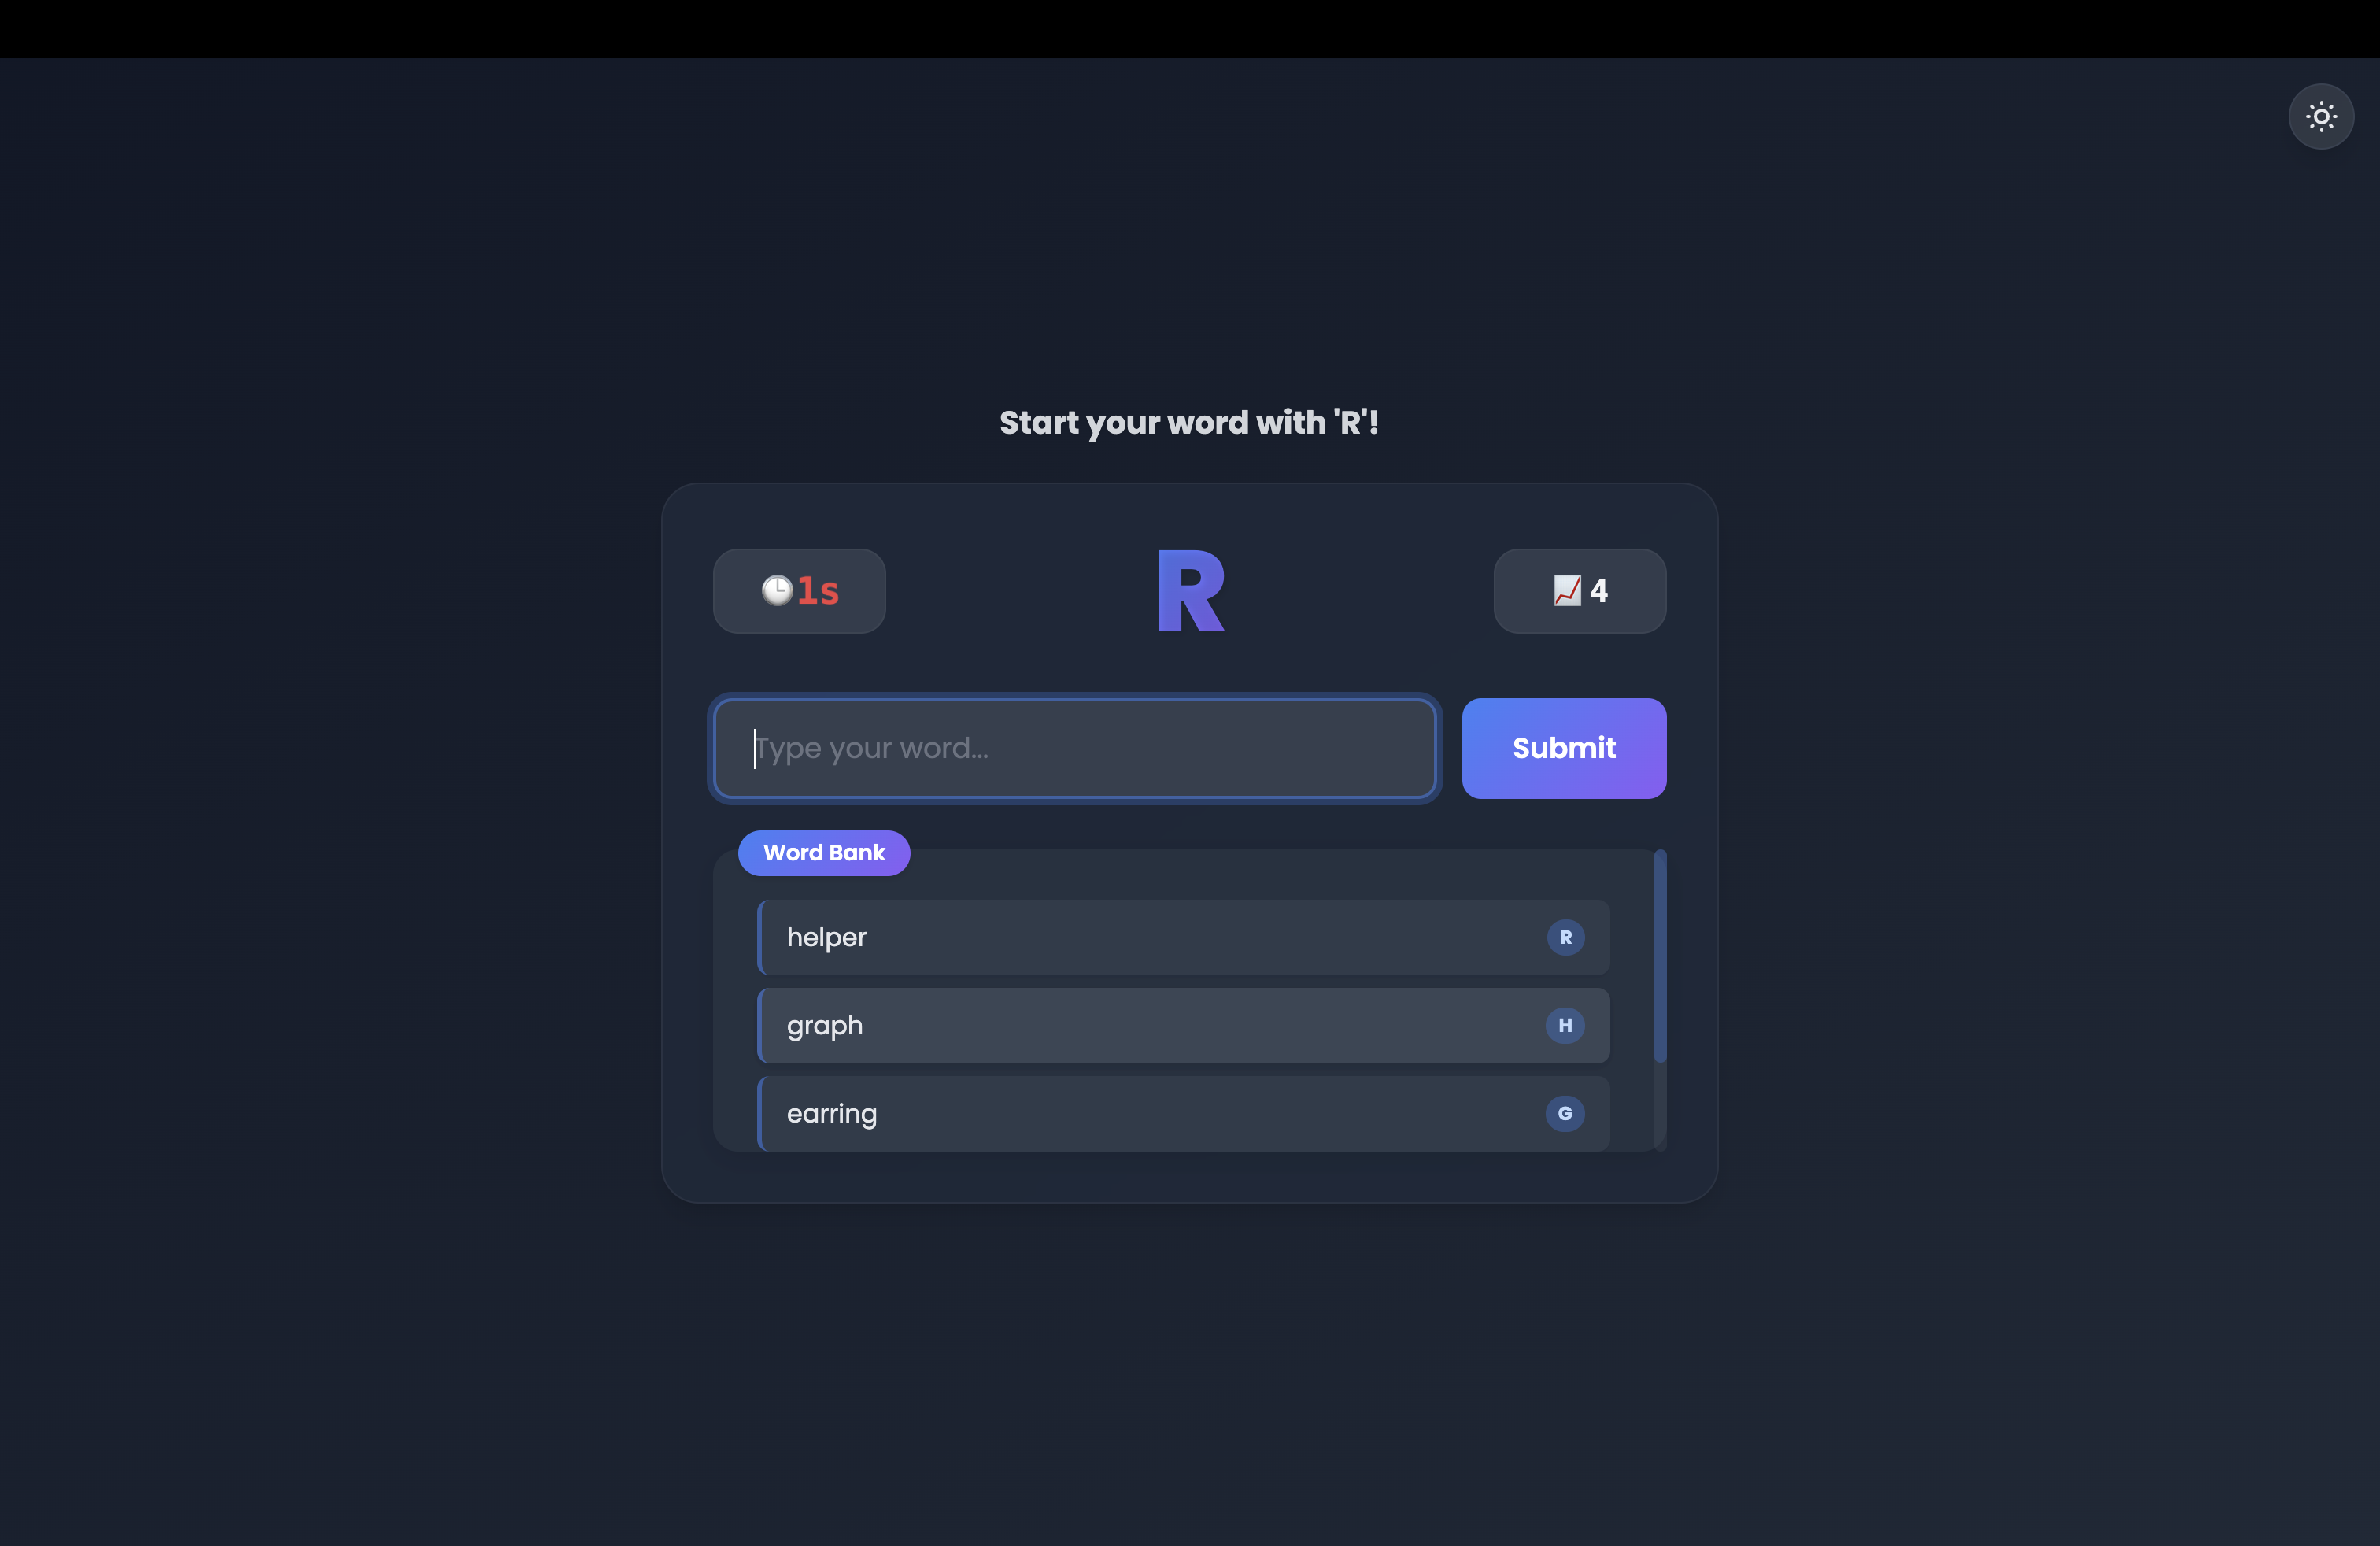 Start your word with 'R'!
1s
R
4
Type your word...
Submit
Word Bank
helper
R
graph
H
earring
G